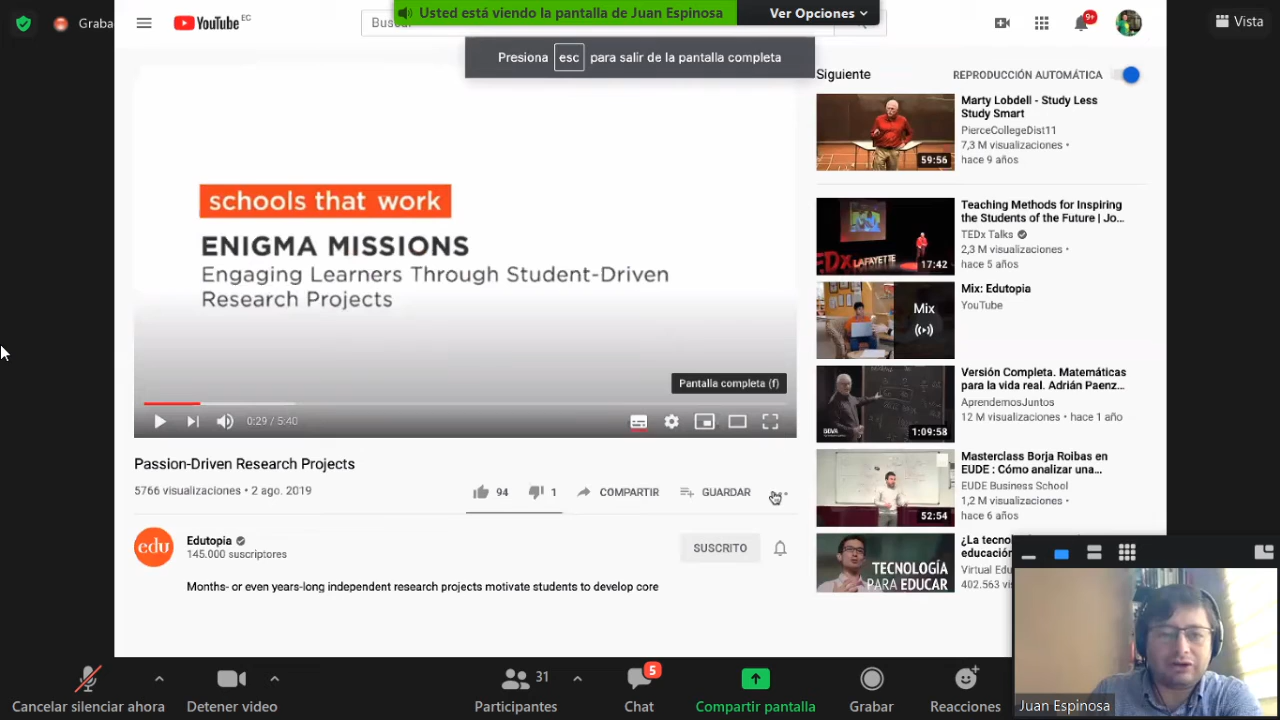 Graba
Usted está viendo la pantalla de Juan Espinosa
Ver Opciones
Vista
YouTube
EC
Buscar
9+
Presiona esc para salir de la pantalla completa
schools that work
ENIGMA MISSIONS
Engaging Learners Through Student-Driven
Research Projects
Pantalla completa (f)
0:29 / 5:40
Passion-Driven Research Projects
5766 visualizaciones • 2 ago. 2019
94
1
COMPARTIR
GUARDAR
edu
Edutopia
145.000 suscriptores
SUSCRITO
Months- or even years-long independent research projects motivate students to develop core
Siguiente
REPRODUCCIÓN AUTOMÁTICA
59:56
Marty Lobdell - Study Less
Study Smart
PierceCollegeDist11
7,3 M visualizaciones •
hace 9 años
LAFAYETTE
17:42
Teaching Methods for Inspiring
the Students of the Future | Jo...
TEDx Talks
2,3 M visualizaciones •
hace 5 años
Mix
Mix: Edutopia
YouTube
BBVA
1:09:58
Versión Completa. Matemáticas
para la vida real. Adrián Paenz...
AprendemosJuntos
12 M visualizaciones • hace 1 año
52:54
Masterclass Borja Roibas en
EUDE : Cómo analizar una...
EUDE Business School
1,2 M visualizaciones •
hace 6 años
TECNOLOGÍA
PARA EDUCAR
¿La tecno
educación
Virtual Edu
402.563 vis
Juan Espinosa
Cancelar silenciar ahora
Detener video
31
Participantes
5
Chat
Compartir pantalla
Grabar
Reacciones